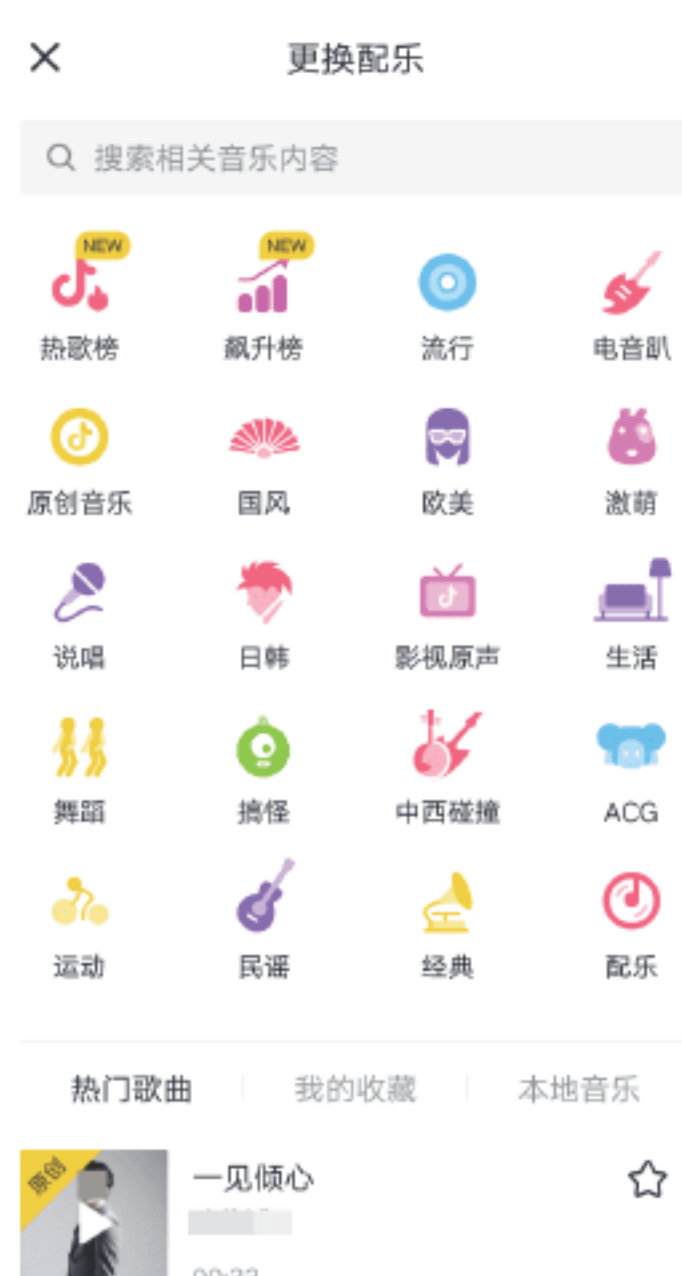 更换配乐
搜索相关音乐内容
NEW NEW
热歌榜 飙升榜 流行 电音趴
原创音乐 国风 欧美 激萌
说唱 日韩 影视原声 生活
舞蹈 搞怪 中西碰撞 ACG
运动 民谣 经典 配乐
热门歌曲 我的收藏 本地音乐
原创
一见倾心